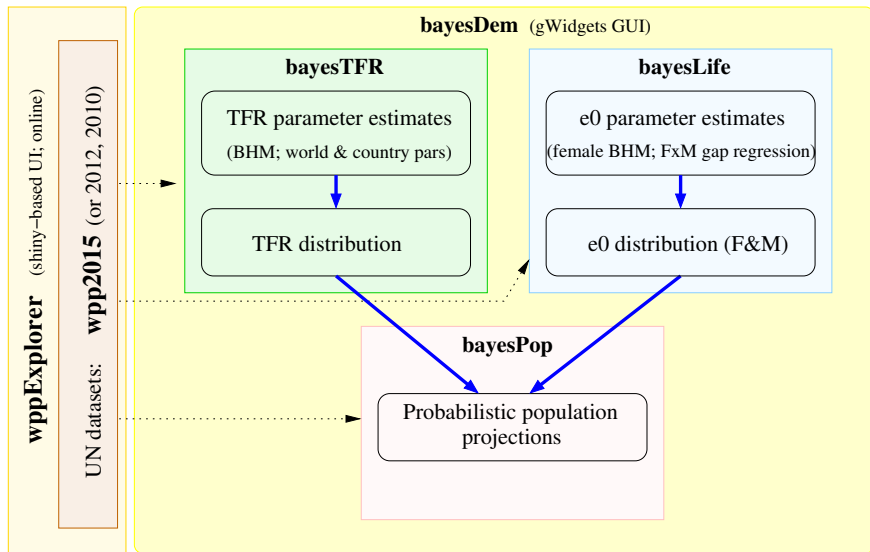 wppExplorer (shiny−based UI; online)
UN datasets: wpp2015 (or 2012, 2010)
bayesDem (gWidgets GUI)
bayesTFR
TFR parameter estimates
(BHM; world & country pars)
TFR distribution
bayesLife
e0 parameter estimates
(female BHM; FxM gap regression)
e0 distribution (F&M)
bayesPop
Probabilistic population
projections